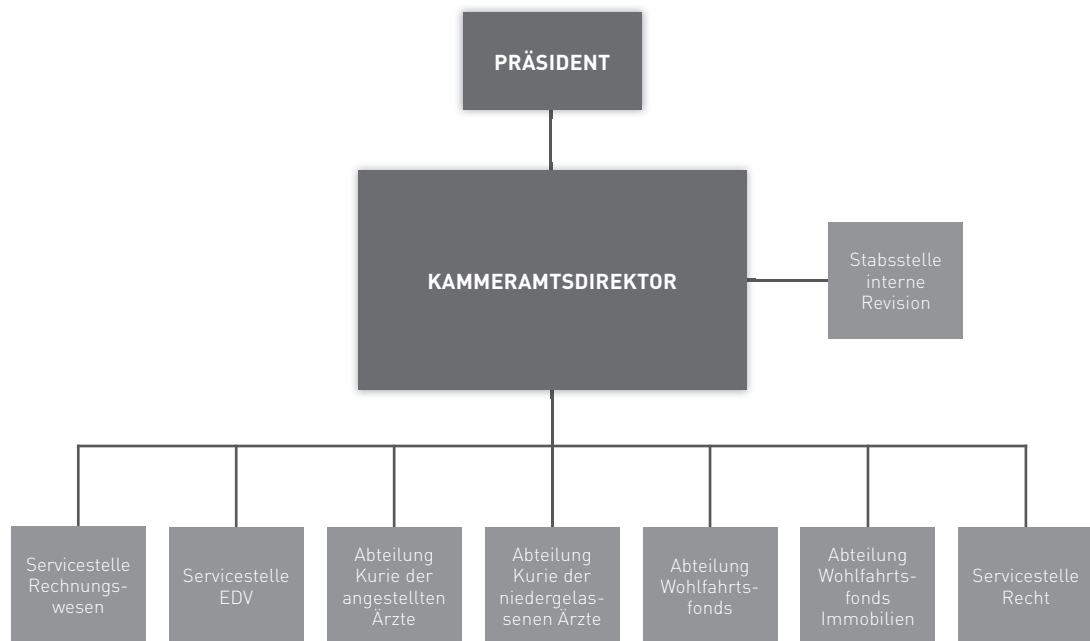 PRÄSIDENT
KAMMERAMTSDIREKTOR
Stabsstelle
interne
Revision
Servicestelle
Rechnungs-
wesen
Servicestelle
EDV
Abteilung
Kurie der
angestellten
Ärzte
Abteilung
Kurie der
niedergelas-
senen Ärzte
Abteilung
Wohlfahrts-
fonds
Abteilung
Wohlfahrts-
fonds
Immobilien
Servicestelle
Recht